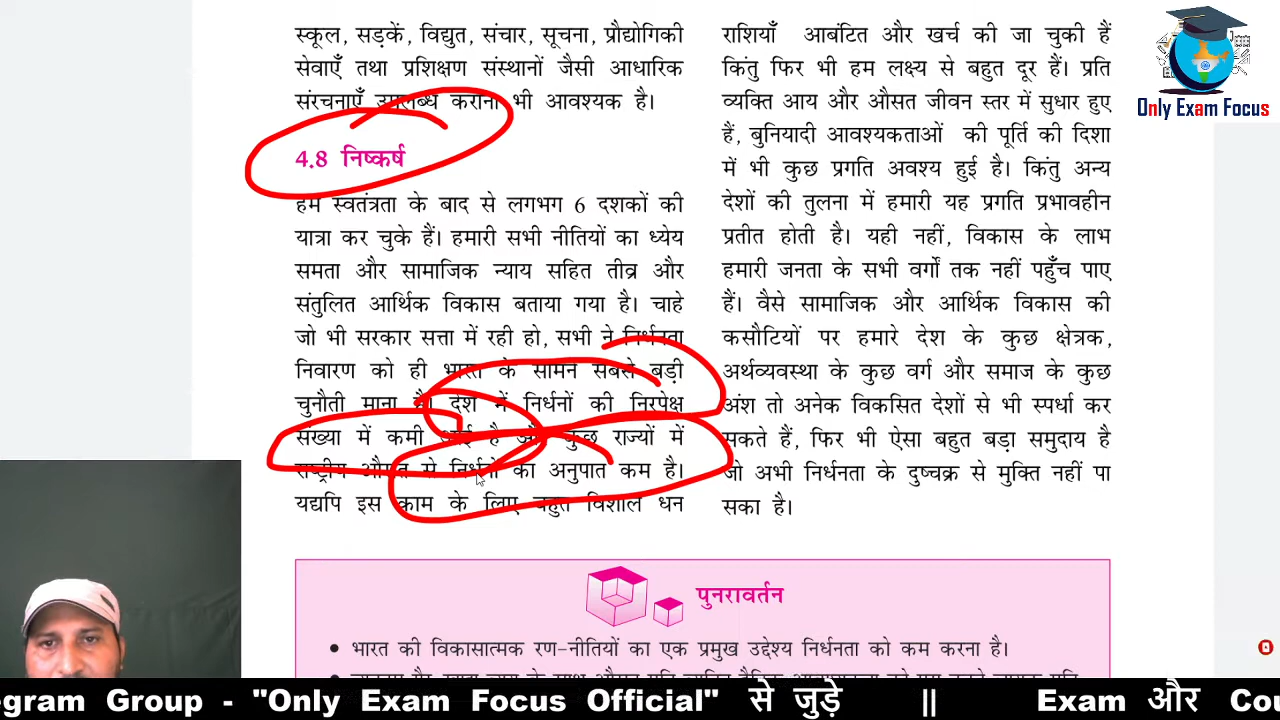 स्कूल, सड़कें, विद्युत, संचार, सूचना, प्रौद्योगिकी
सेवाएँ तथा प्रशिक्षण संस्थानों जैसी आधारिक
संरचनाएँ उपलब्ध कराना भी आवश्यक है।
4.8 निष्कर्ष
हम स्वतंत्रता के बाद से लगभग 6 दशकों की
यात्रा कर चुके हैं। हमारी सभी नीतियों का ध्येय
समता और सामाजिक न्याय सहित तीव्र और
संतुलित आर्थिक विकास बताया गया है। चाहे
जो भी सरकार सत्ता में रही हो, सभी ने निर्धनता
निवारण को ही भारत के सामने सबसे बड़ी
चुनौती माना है। देश में निर्धनों की निरपेक्ष
संख्या में कमी आई है और कुछ राज्यों में
राष्ट्रीय औसत से निर्धनों का अनुपात कम है।
यद्यपि इस काम के लिए बहुत विशाल धन
राशियाँ आबंटित और खर्च की जा चुकी हैं
किंतु फिर भी हम लक्ष्य से बहुत दूर हैं। प्रति
व्यक्ति आय और औसत जीवन स्तर में सुधार हुए
हैं, बुनियादी आवश्यकताओं की पूर्ति की दिशा
में भी कुछ प्रगति अवश्य हुई है। किंतु अन्य
देशों की तुलना में हमारी यह प्रगति प्रभावहीन
प्रतीत होती है। यही नहीं, विकास के लाभ
हमारी जनता के सभी वर्गों तक नहीं पहुँच पाए
हैं। वैसे सामाजिक और आर्थिक विकास की
कसौटियों पर हमारे देश के कुछ क्षेत्रक,
अर्थव्यवस्था के कुछ वर्ग और समाज के कुछ
अंश तो अनेक विकसित देशों से भी स्पर्धा कर
सकते हैं, फिर भी ऐसा बहुत बड़ा समुदाय है
जो अभी निर्धनता के दुष्चक्र से मुक्ति नहीं पा
सका है।
Only Exam Focus
पुनरावर्तन
• भारत की विकासात्मक रण-नीतियों का एक प्रमुख उद्देश्य निर्धनता को कम करना है।
egram Group - "Only Exam Focus Official" से जुड़े || Exam और Cou